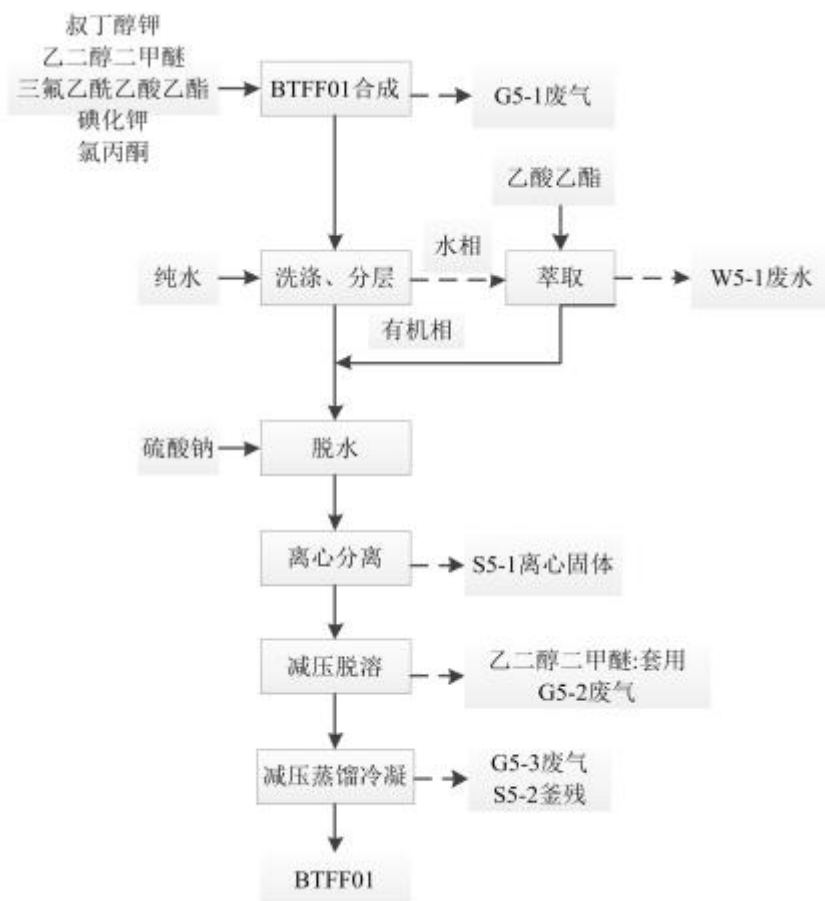 叔丁醇钾
乙二醇二甲醚
三氟乙酰乙酸乙酯
碘化钾
氯丙酮
BTFF01合成
G5-1废气
乙酸乙酯
纯水
洗涤、分层
水相
萃取
W5-1废水
有机相
硫酸钠
脱水
离心分离
S5-1离心固体
减压脱溶
乙二醇二甲醚:套用
G5-2废气
减压蒸馏冷凝
G5-3废气
S5-2釜残
BTFF01